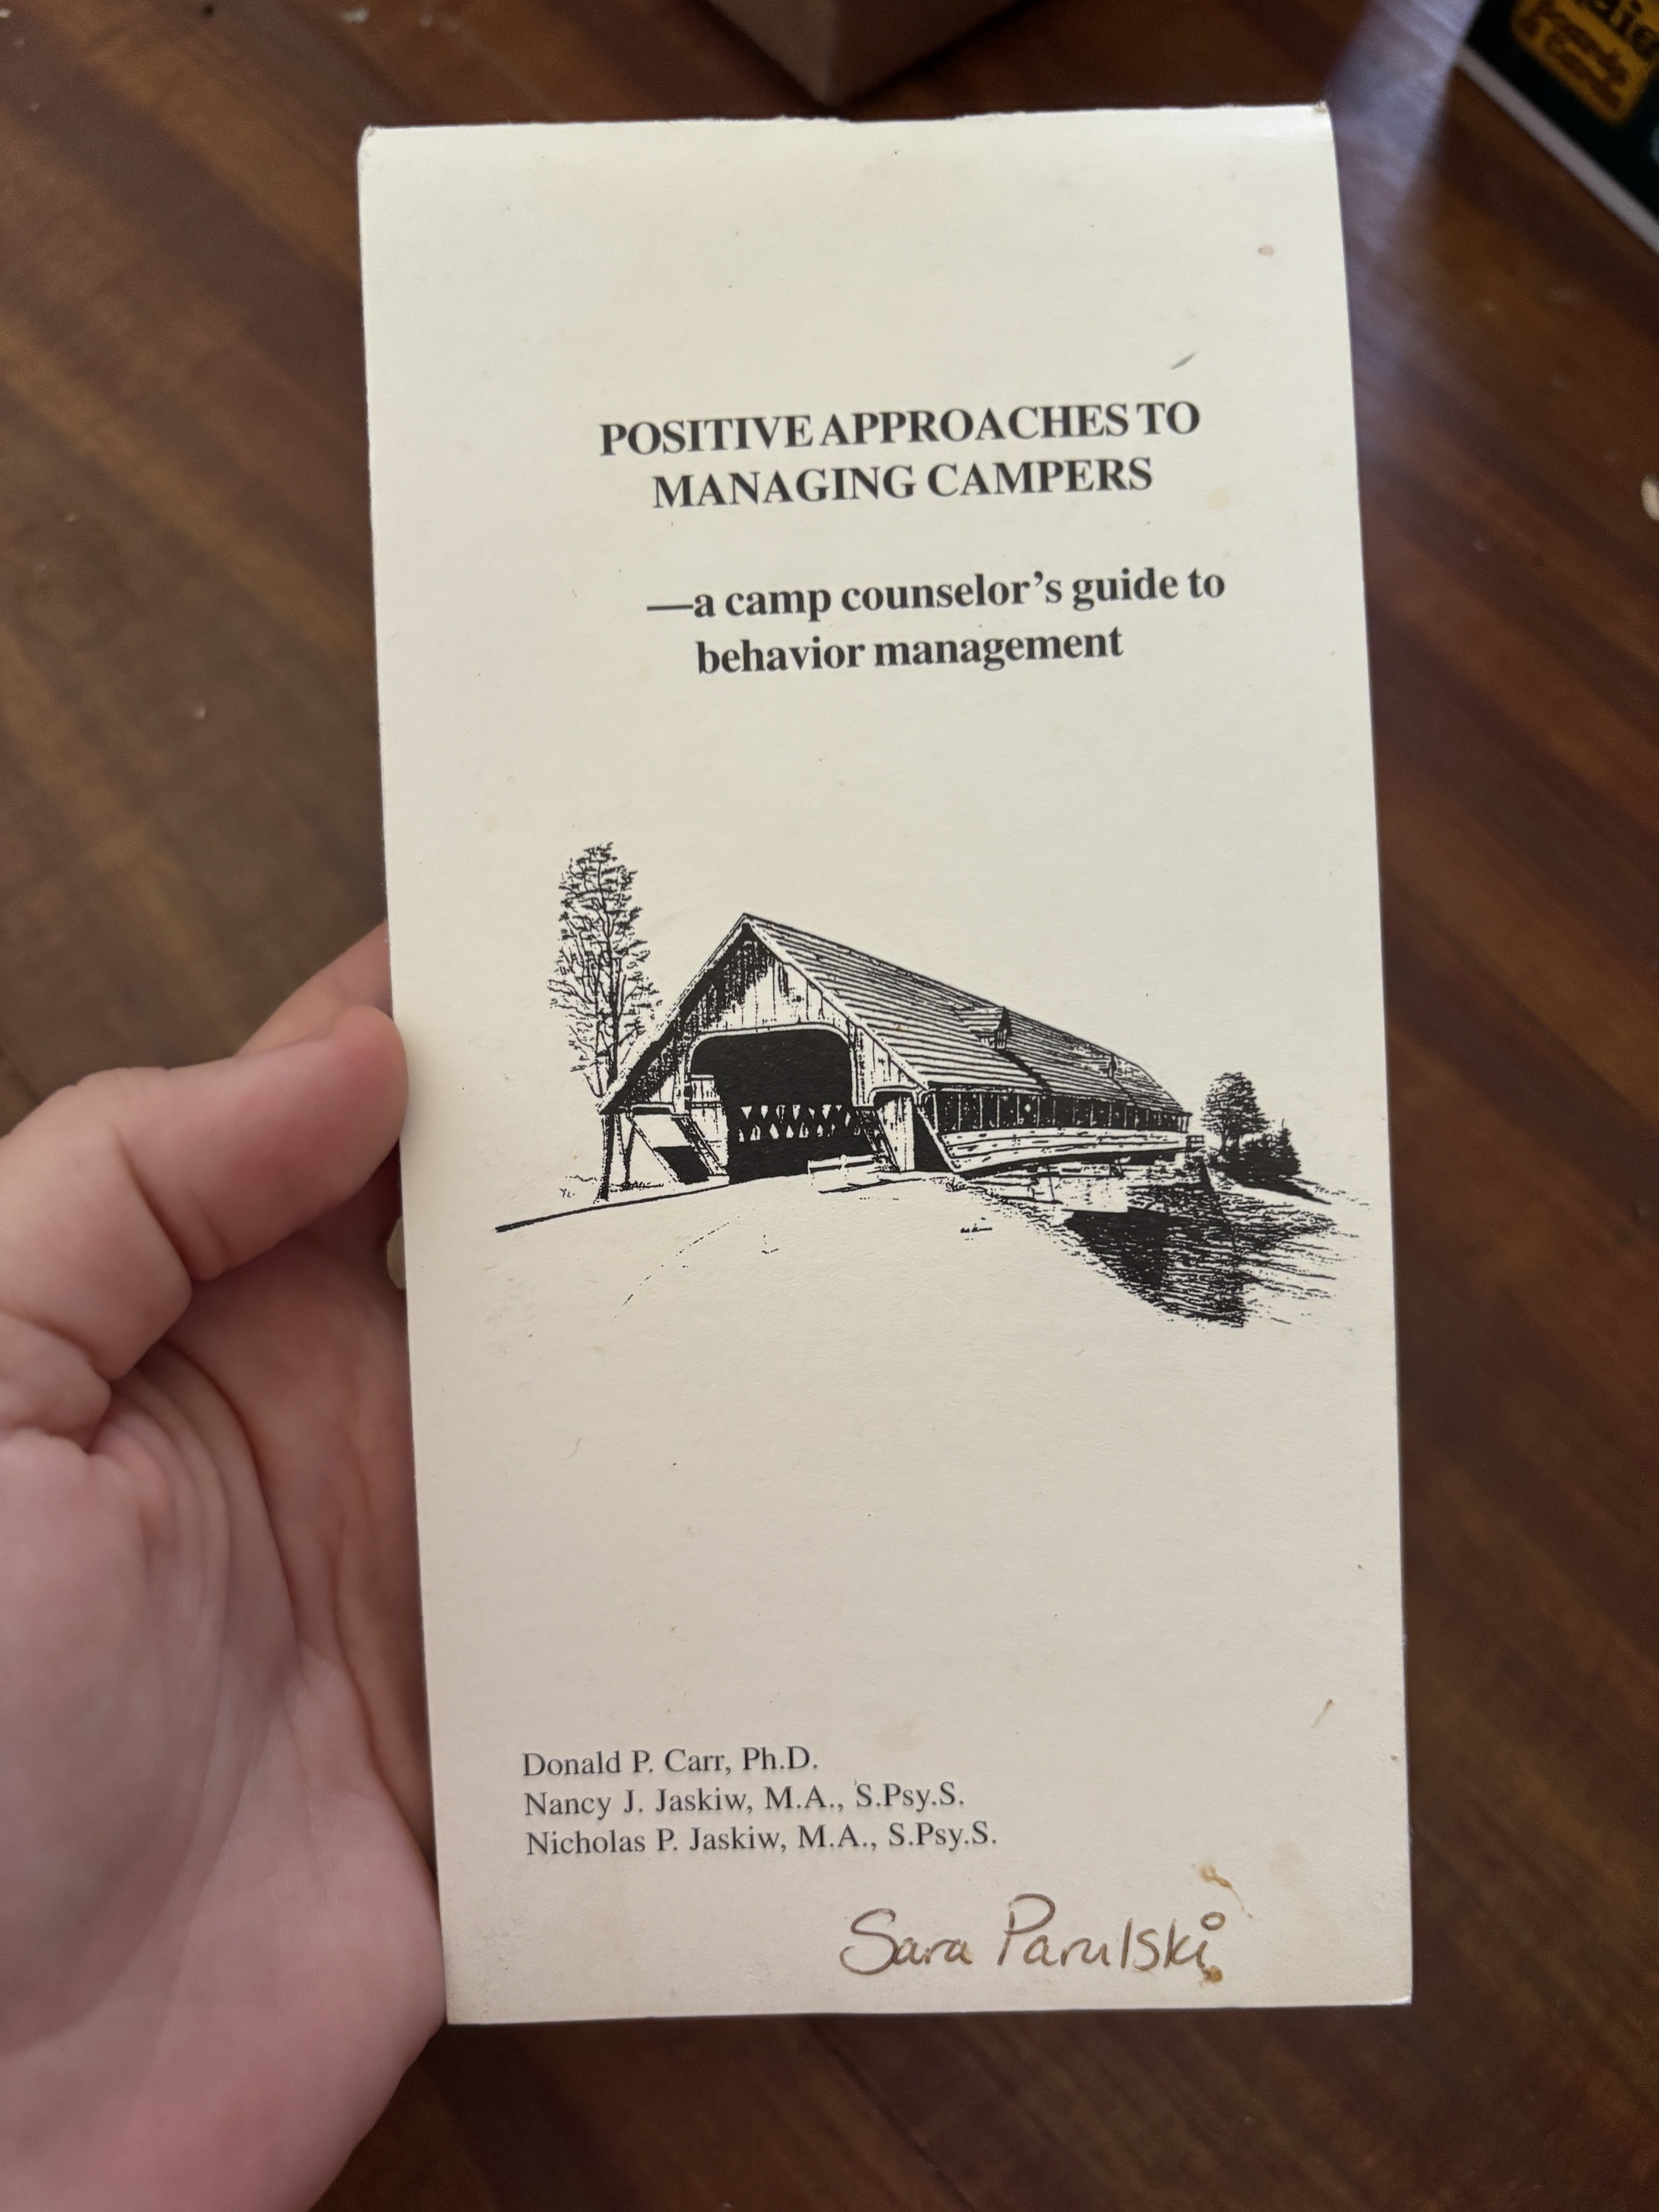 POSITIVE APPROACHES TO
MANAGING CAMPERS
—a camp counselor's guide to
behavior management
Donald P. Carr, Ph.D.
Nancy J. Jaskiw, M.A., S.Psy.S.
Nicholas P. Jaskiw, M.A., S.Psy.S.
Sara Parulski